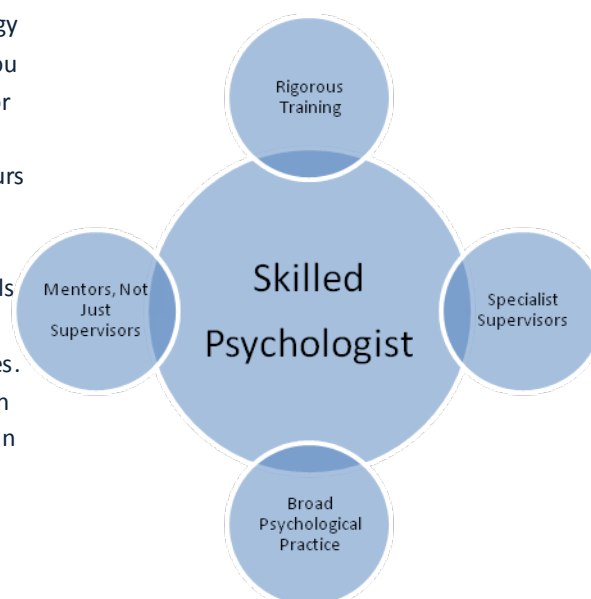 Rigorous
Training
Skilled
Psychologist
Mentors, Not
Just
Supervisors
Specialist
Supervisors
Broad
Psychological
Practice